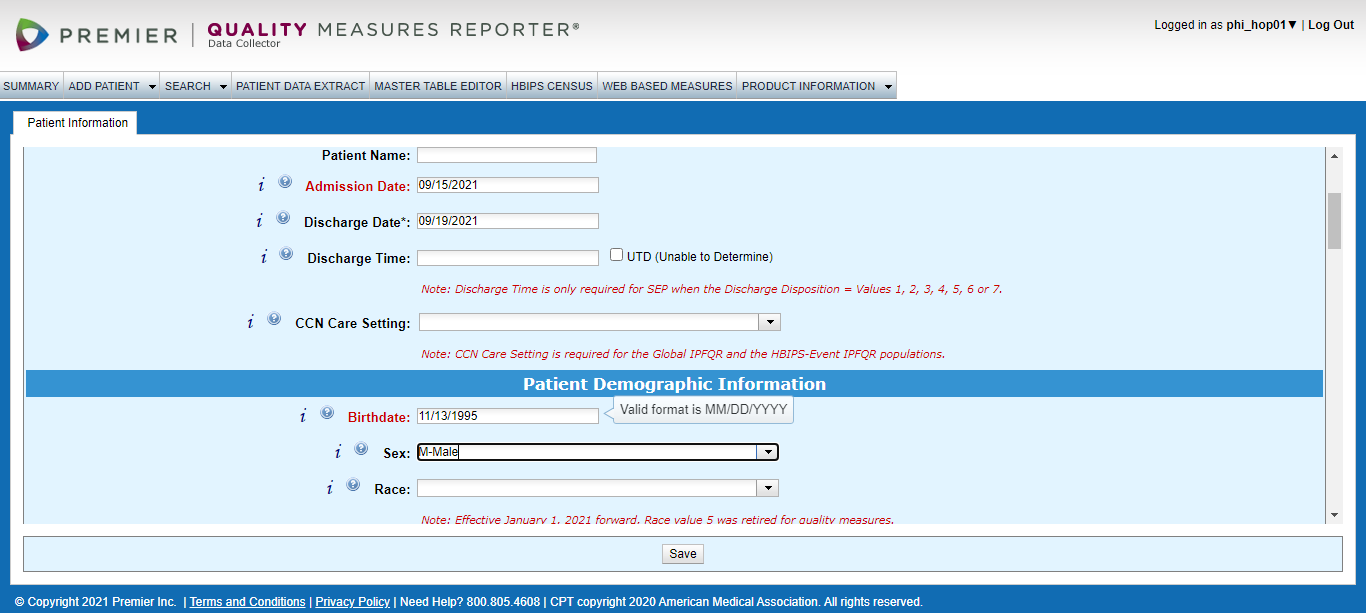 PREMIER | QUALITY MEASURES REPORTER®
Data Collector
Logged in as phi_hop01▼ | Log Out
SUMMARY ADD PATIENT SEARCH PATIENT DATA EXTRACT MASTER TABLE EDITOR HBIPS CENSUS WEB BASED MEASURES PRODUCT INFORMATION
Patient Information
Patient Name:
i ? Admission Date: 09/15/2021
i ? Discharge Date*: 09/19/2021
i ? Discharge Time: UTD (Unable to Determine)
Note: Discharge Time is only required for SEP when the Discharge Disposition = Values 1, 2, 3, 4, 5, 6 or 7.
i ? CCN Care Setting:
Note: CCN Care Setting is required for the Global IPFQR and the HBIPS-Event IPFQR populations.
Patient Demographic Information
i ? Birthdate: 11/13/1995 Valid format is MM/DD/YYYY
i ? Sex: M-Male
i ? Race:
Note: Effective January 1, 2021 forward, Race value 5 was retired for quality measures.
Save
© Copyright 2021 Premier Inc. | Terms and Conditions | Privacy Policy | Need Help? 800.805.4608 | CPT copyright 2020 American Medical Association. All rights reserved.